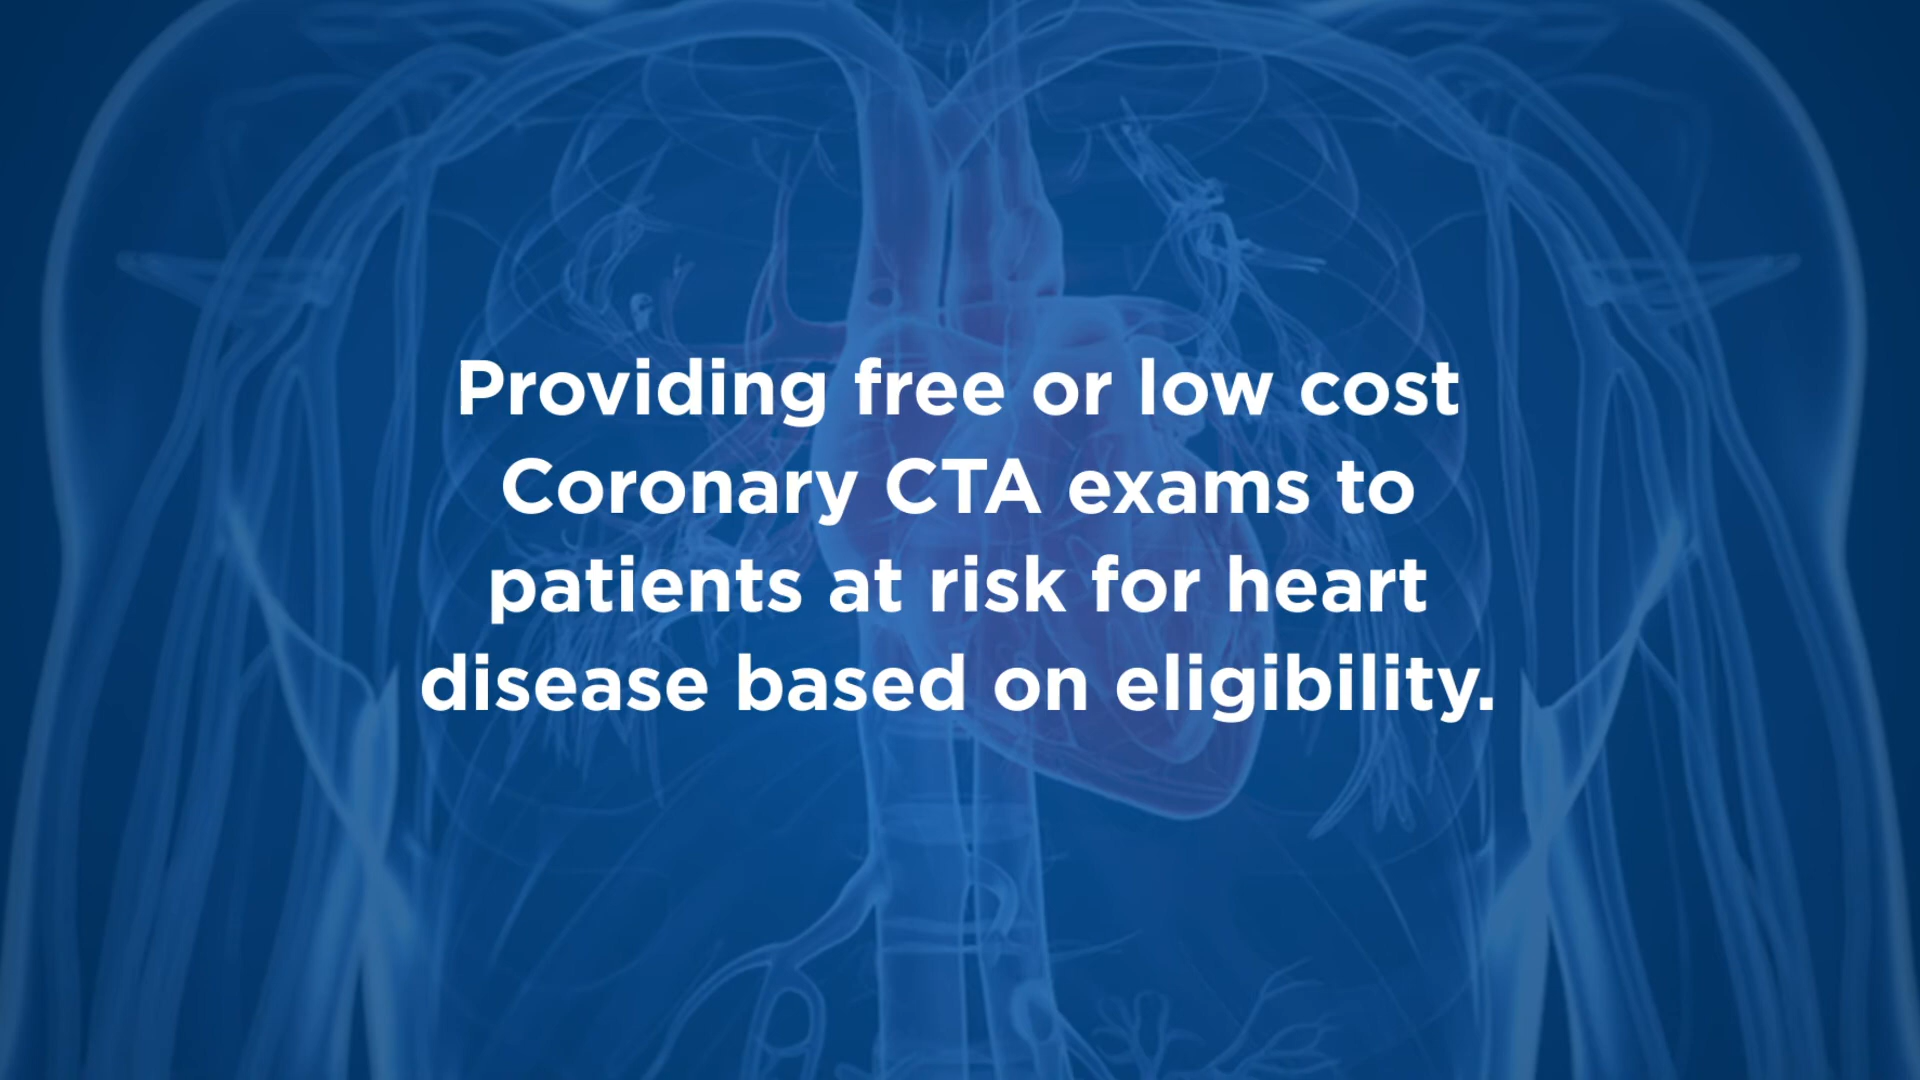 Providing free or low cost
Coronary CTA exams to
patients at risk for heart
disease based on eligibility.